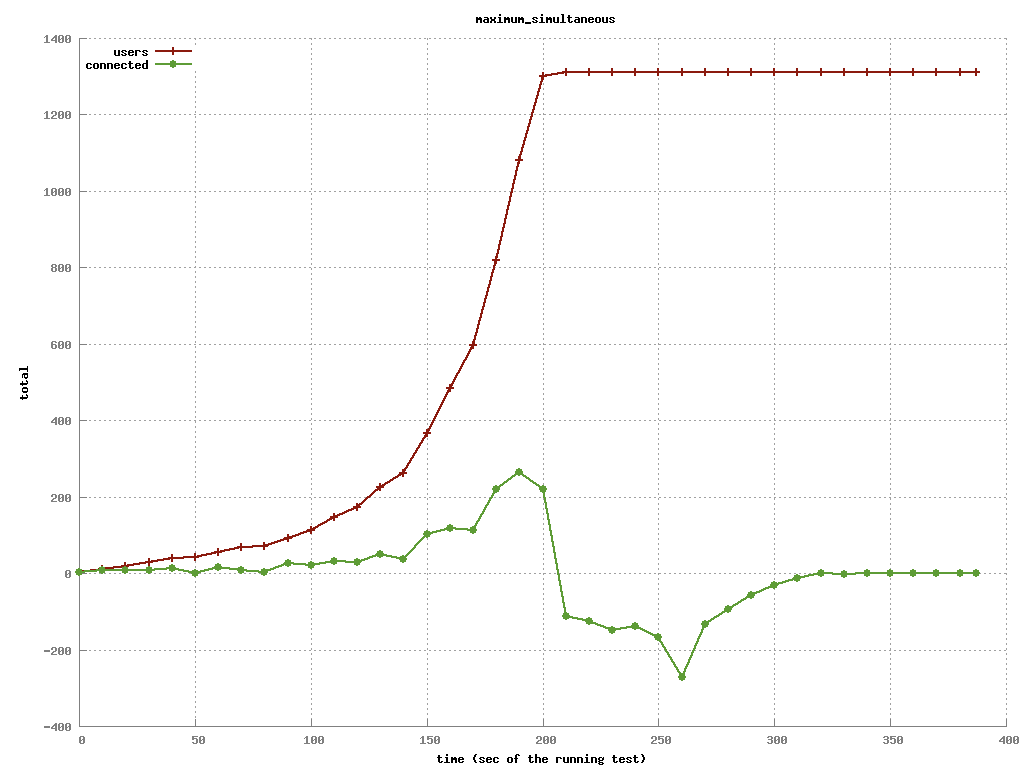 maximum_simultaneous
1400
1200
1000
800
600
400
200
0
-200
-400
total
users
connected
0 50 100 150 200 250 300 350 400
time (sec of the running test)